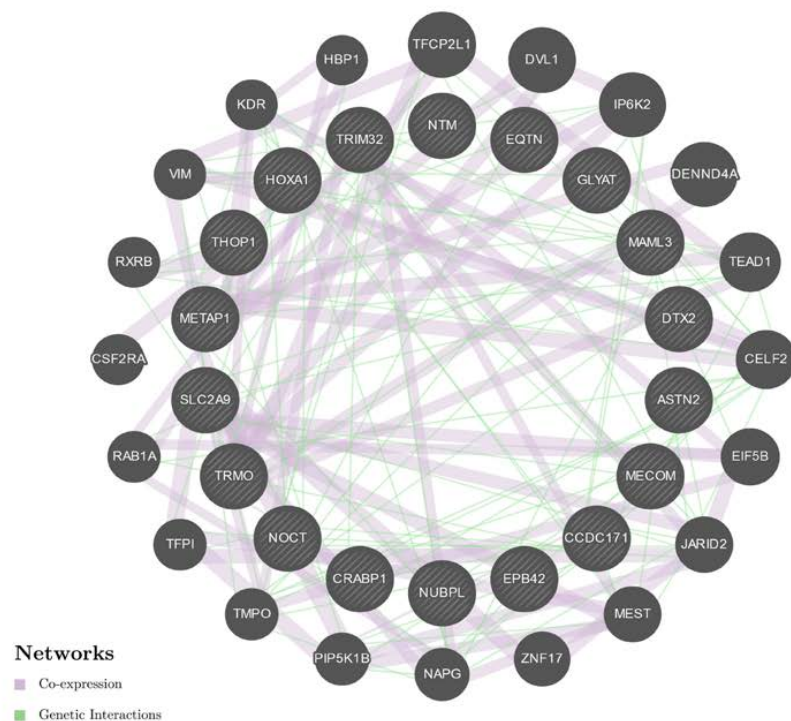 TFCP2L1
HBP1
DVL1
KDR
IP6K2
NTM
TRIM32
EQTN
VIM
HOXA1
GLYAT
DENND4A
THOP1
MAML3
RXRB
TEAD1
METAP1
DTX2
CSF2RA
CELF2
SLC2A9
ASTN2
RAB1A
EIF5B
TRMO
MECOM
TFPI
NOCT
CCDC171
JARID2
CRABP1
NUBPL
EPB42
TMPO
MEST
PIP5K1B
NAPG
ZNF17
Networks
Co-expression
Genetic Interactions